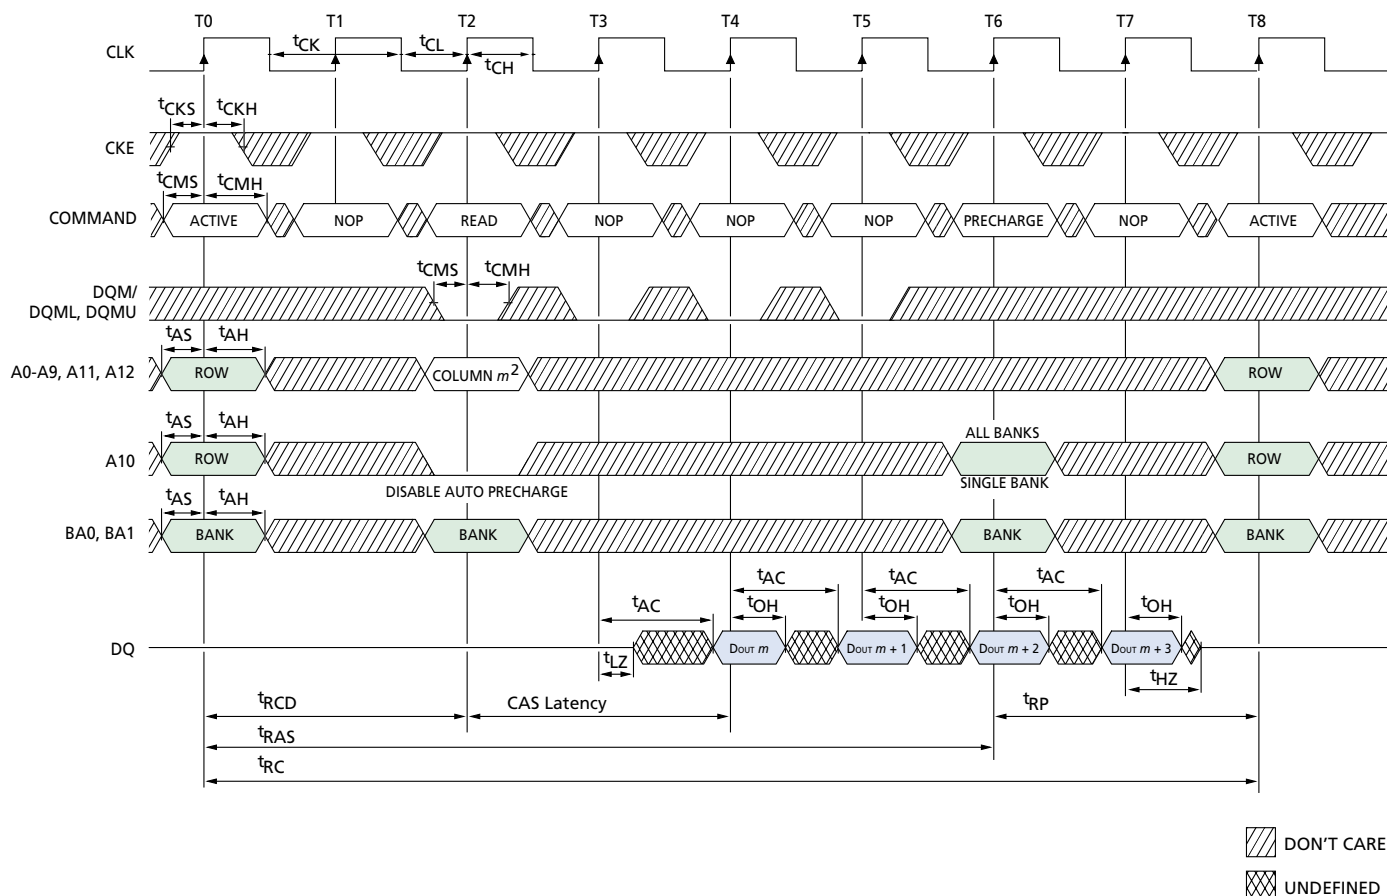 T0 T1 T2 T3 T4 T5 T6 T7 T8
CLK
tCK tCL
tCH
tCKS tCKH
CKE
tCMS tCMH
COMMAND ACTIVE NOP READ NOP NOP NOP PRECHARGE NOP ACTIVE
tCMS tCMH
DQM/
DQML, DQMU
tAS tAH
A0-A9, A11, A12 ROW COLUMN m2 ROW
tAS tAH
ALL BANKS
A10 ROW ROW
SINGLE BANK
DISABLE AUTO PRECHARGE
tAS tAH
BA0, BA1 BANK BANK BANK BANK
tAC tAC tAC
tAC tOH tOH tOH tOH
DQ DOUT m DOUT m + 1 DOUT m + 2 DOUT m + 3
tLZ tHZ
tRCD CAS Latency tRP
tRAS
tRC
DON'T CARE
UNDEFINED